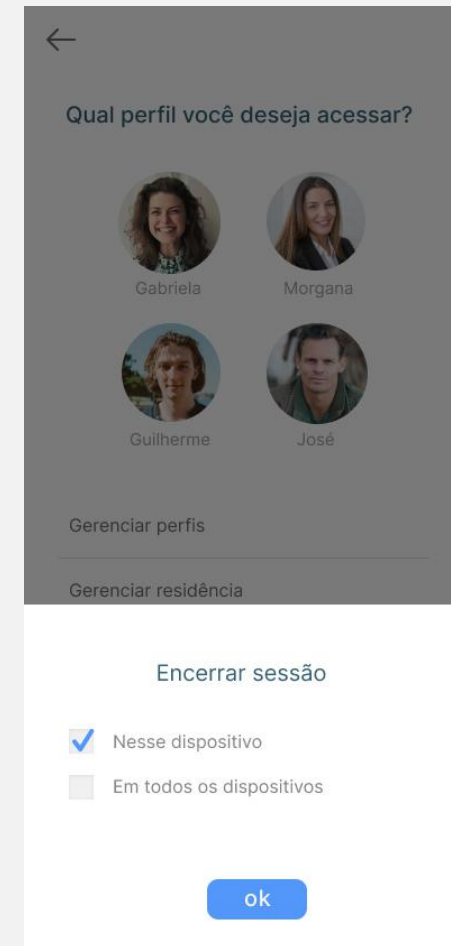 Qual perfil você deseja acessar?
Gabriela
Morgana
Guilherme
José
Gerenciar perfis
Gerenciar residência
Encerrar sessão
Nesse dispositivo
Em todos os dispositivos
ok